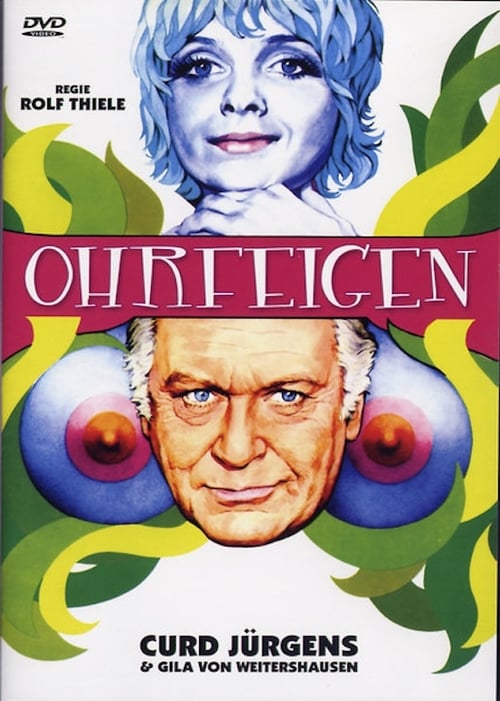 DVD
VIDEO
REGIE
ROLF THIELE
OHRFEIGEN
CURD JÜRGENS
& GILA VON WEITERSHAUSEN